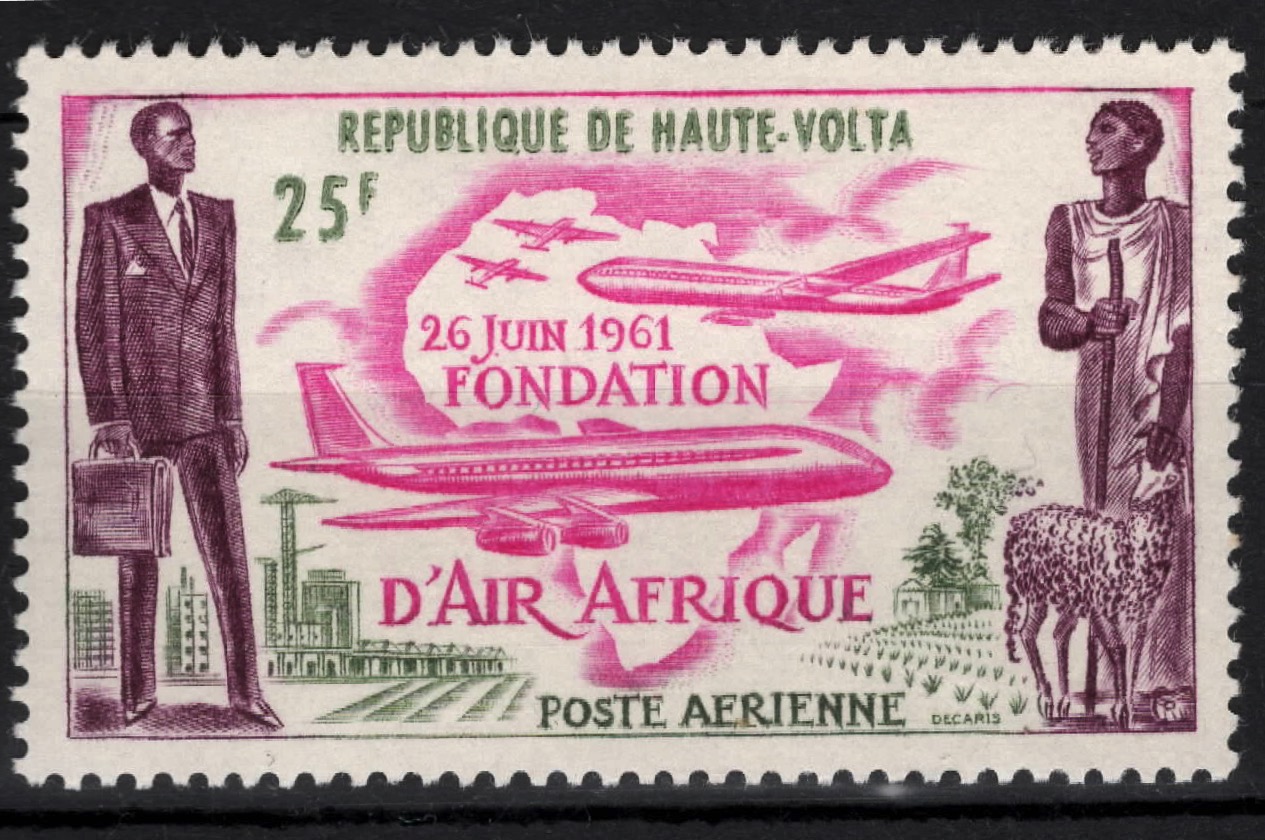 REPUBLIQUE DE HAUTE-VOLTA
25F
26 JUIN 1961
FONDATION
D'AIR AFRIQUE
POSTE AERIENNE
DECARIS